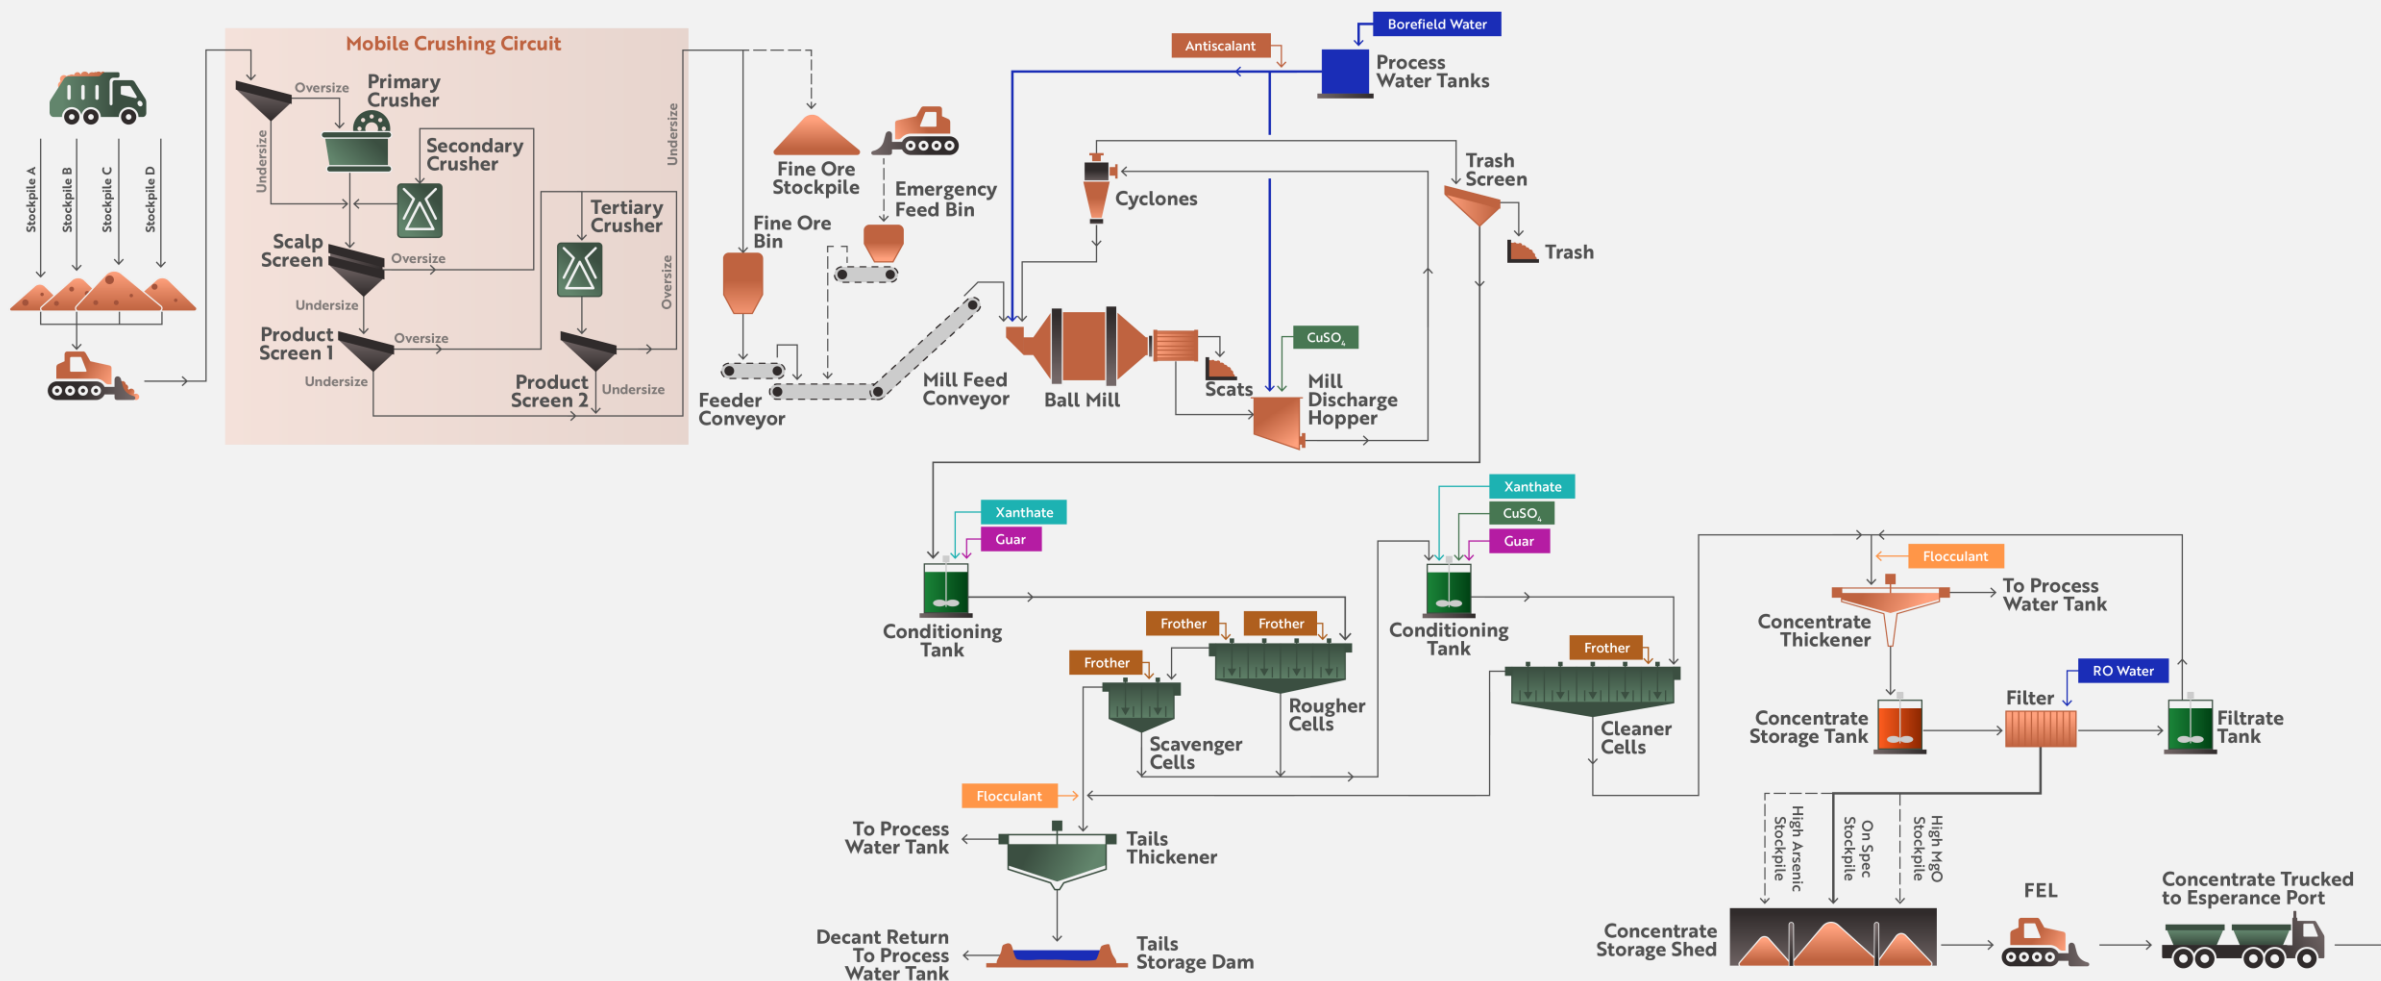 Mobile Crushing Circuit
Stockpile A
Stockpile B
Stockpile C
Stockpile D
Oversize
Undersize
Primary
Crusher
Secondary
Crusher
Scalp
Screen
Oversize
Undersize
Product
Screen 1
Oversize
Undersize
Tertiary
Crusher
Oversize
Product
Screen 2
Undersize
Undersize
Fine Ore
Stockpile
Emergency
Feed Bin
Fine Ore
Bin
Feeder
Conveyor
Mill Feed
Conveyor
Antiscalant
Borefield Water
Process
Water Tanks
Cyclones
Trash
Screen
Trash
Ball Mill
Scats
CuSO₄
Mill
Discharge
Hopper
Xanthate
Guar
Conditioning
Tank
Frother
Frother
Frother
Rougher
Cells
Scavenger
Cells
Xanthate
CuSO₄
Guar
Conditioning
Tank
Frother
Cleaner
Cells
Flocculant
To Process
Water Tank
Tails
Thickener
Decant Return
To Process
Water Tank
Tails
Storage Dam
Flocculant
To Process
Water Tank
Concentrate
Thickener
Concentrate
Storage Tank
Filter
RO Water
Filtrate
Tank
High Arsenic
Stockpile
On Spec
Stockpile
High MgO
Stockpile
Concentrate
Storage Shed
FEL
Concentrate Trucked
to Esperance Port